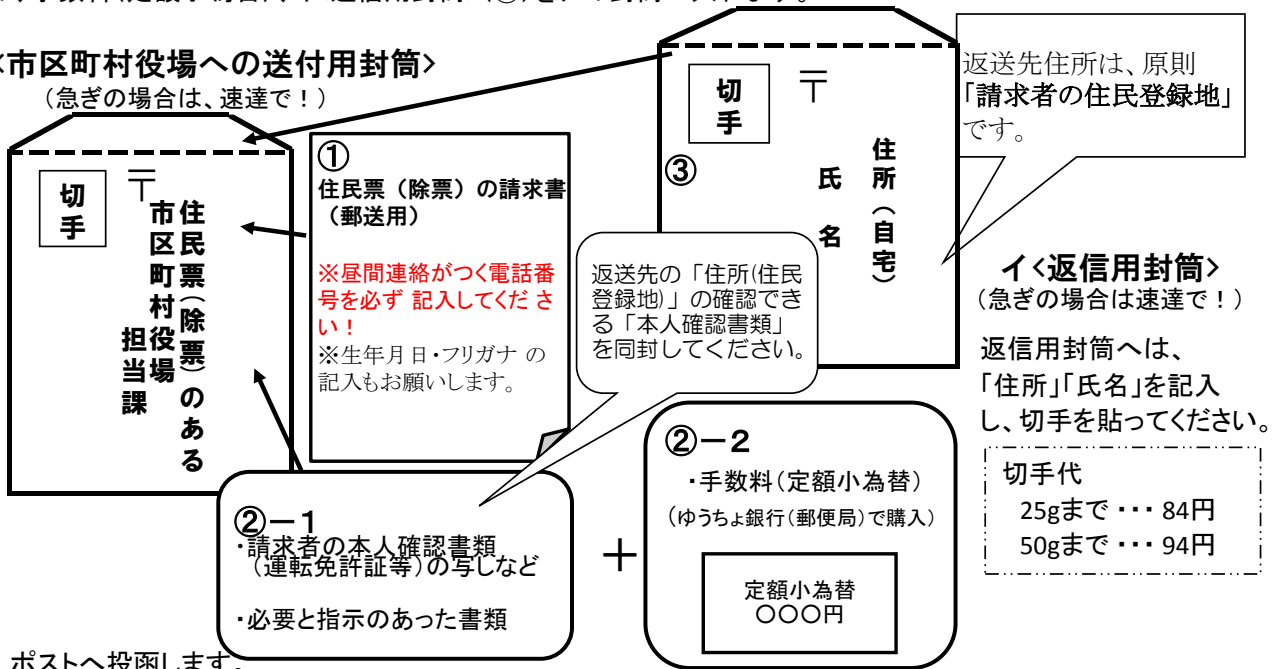 <市区町村役場への送付用封筒>
(急ぎの場合は、速達で！)
切手
〒
住民票(除票)のある
市区町村役場
担当課
①
住民票（除票）の請求書
（郵送用）
※昼間連絡がつく電話番
号を必ず 記入してくださ
い！
※生年月日・フリガナ の
記入もお願いします。
切手
〒
③
住所(自宅)
氏 名
返送先住所は、原則
「請求者の住民登録地」
です。
返送先の「住所(住民
登録地)」の確認でき
る「本人確認書類」
を同封してください。
イ<返信用封筒>
(急ぎの場合は速達で！)
返信用封筒へは、
「住所」「氏名」を記入
し、切手を貼ってください。
切手代
25gまで・・・ 84円
50gまで・・・ 94円
②－１
・請求者の本人確認書類
（運転免許証等）の写しなど
・必要と指示のあった書類
＋
②－２
・手数料(定額小為替)
(ゆうちょ銀行(郵便局)で購入)
定額小為替
〇〇〇円
ポストへ投函します。